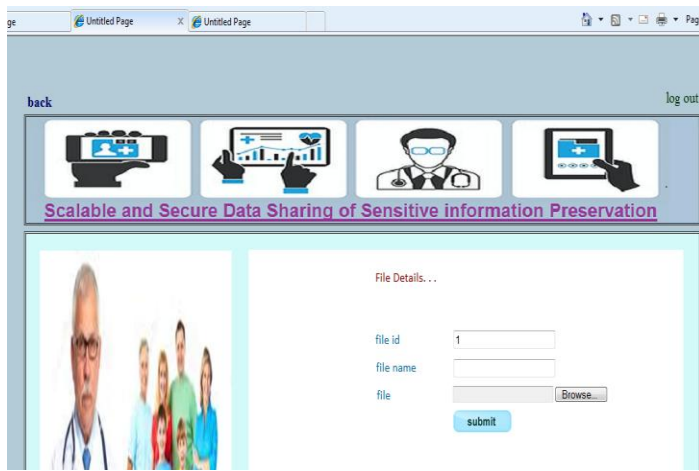 ge
Untitled Page X Untitled Page
Pag
back
log out
Scalable and Secure Data Sharing of Sensitive information Preservation
File Details. . .
file id 1
file name
file Browse...
submit